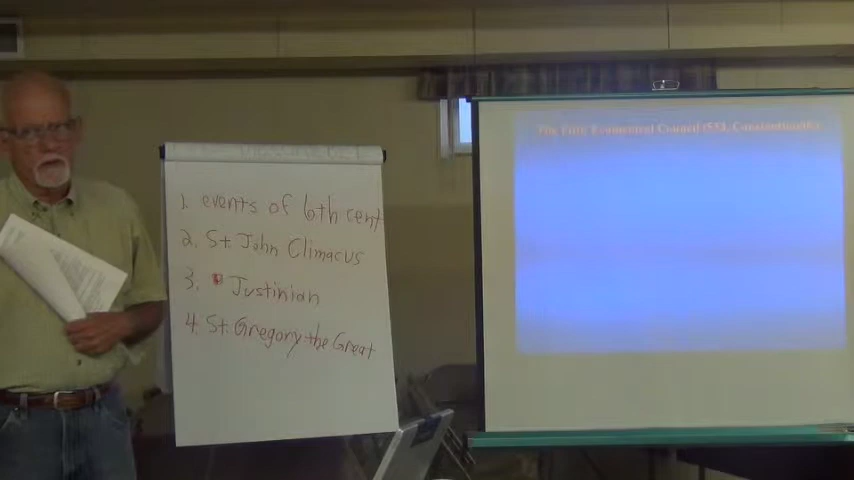 1. events of 6th cent
2. St. John Climacus
3. Justinian
4. St. Gregory the Great
The Fifth Ecumenical Council (553, Constantinople)